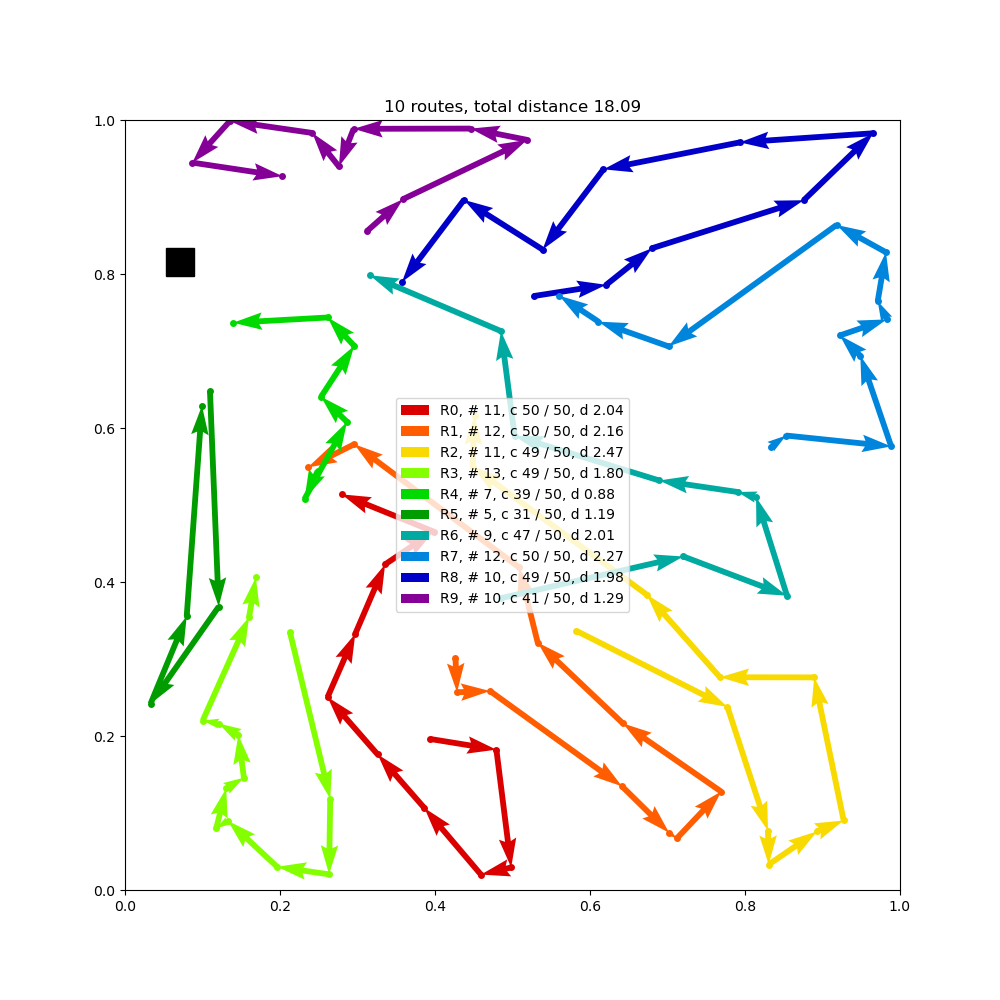 10 routes, total distance 18.09
1.0
0.8
0.6
0.4
0.2
0.0
R0, # 11, c 50 / 50, d 2.04
R1, # 12, c 50 / 50, d 2.16
R2, # 11, c 49 / 50, d 2.47
R3, # 13, c 49 / 50, d 1.80
R4, # 7, c 39 / 50, d 0.88
R5, # 5, c 31 / 50, d 1.19
R6, # 9, c 47 / 50, d 2.01
R7, # 12, c 50 / 50, d 2.27
R8, # 10, c 49 / 50, d 1.98
R9, # 10, c 41 / 50, d 1.29
0.0 0.2 0.4 0.6 0.8 1.0